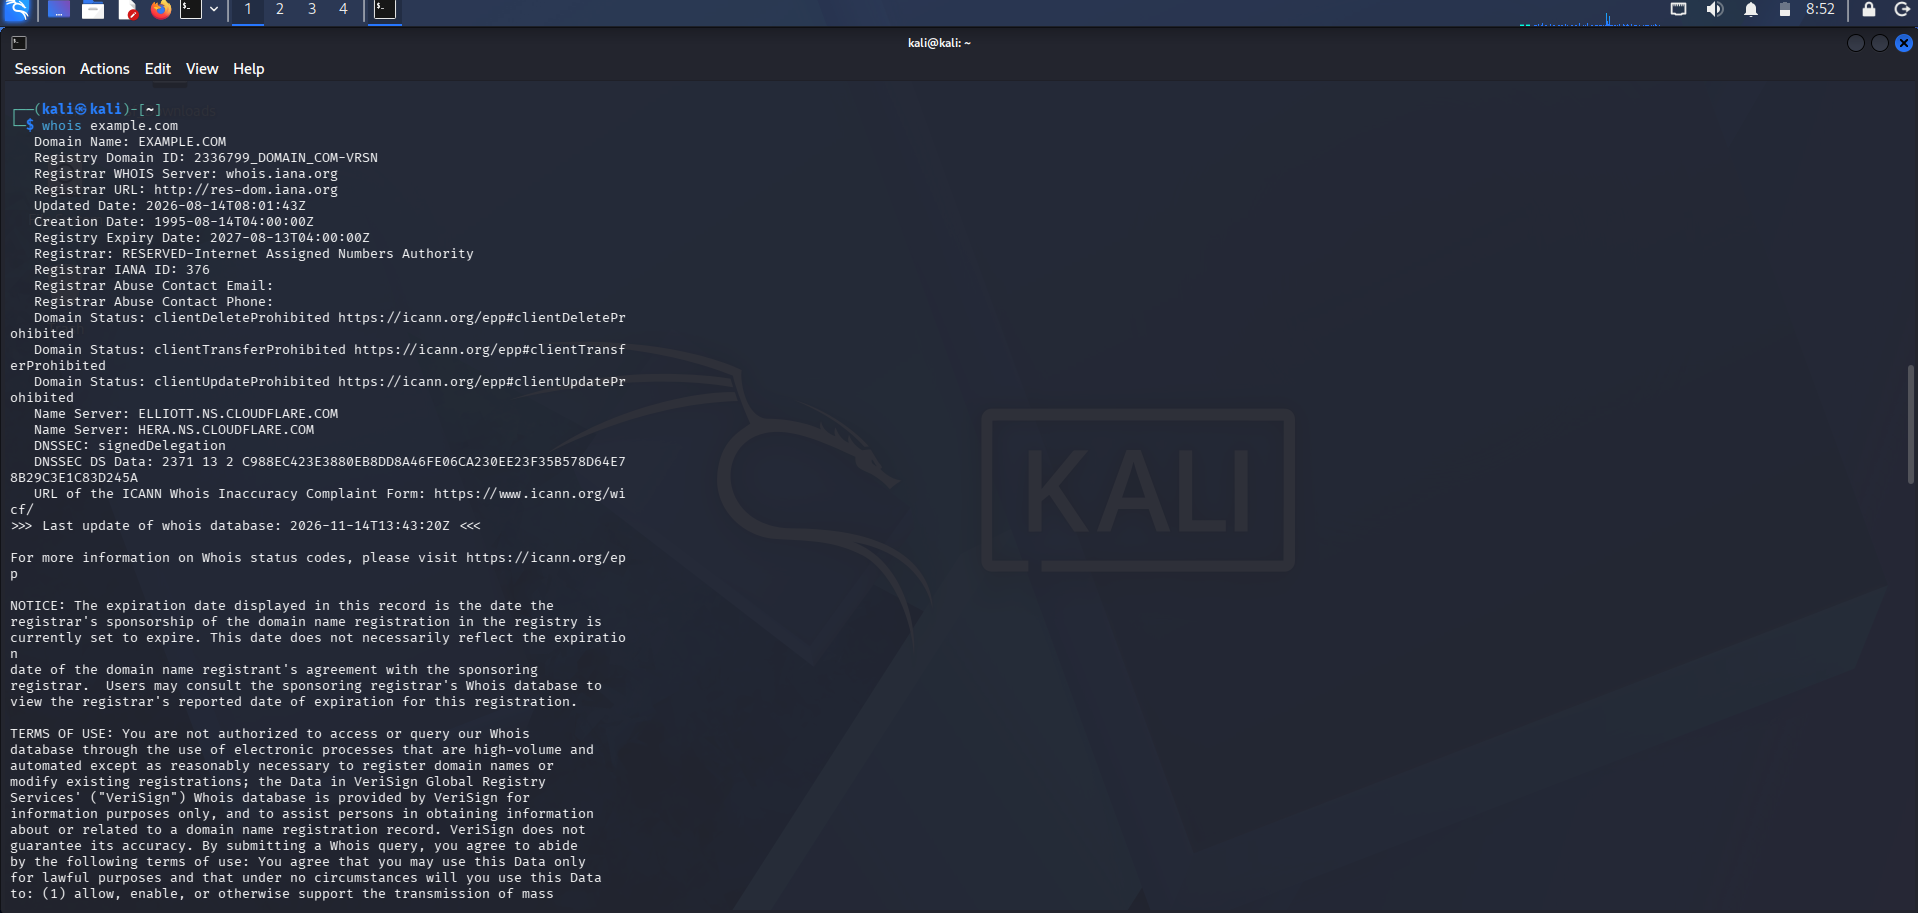 1 2 3 4 8:52
kali@kali: ~
Session Actions Edit View Help
(kali㉿kali)-[~]
$ whois example.com
Domain Name: EXAMPLE.COM
Registry Domain ID: 2336799_DOMAIN_COM-VRSN
Registrar WHOIS Server: whois.iana.org
Registrar URL: http://res-dom.iana.org
Updated Date: 2026-08-14T08:01:43Z
Creation Date: 1995-08-14T04:00:00Z
Registry Expiry Date: 2027-08-13T04:00:00Z
Registrar: RESERVED-Internet Assigned Numbers Authority
Registrar IANA ID: 376
Registrar Abuse Contact Email:
Registrar Abuse Contact Phone:
Domain Status: clientDeleteProhibited https://icann.org/epp#clientDeletePr
ohibited
Domain Status: clientTransferProhibited https://icann.org/epp#clientTransf
erProhibited
Domain Status: clientUpdateProhibited https://icann.org/epp#clientUpdatePr
ohibited
Name Server: ELLIOTT.NS.CLOUDFLARE.COM
Name Server: HERA.NS.CLOUDFLARE.COM
DNSSEC: signedDelegation
DNSSEC DS Data: 2371 13 2 C988EC423E3880EB8DD8A46FE06CA230EE23F35B578D64E7
8B29C3E1C83D245A
URL of the ICANN Whois Inaccuracy Complaint Form: https://www.icann.org/wi
cf/
>>> Last update of whois database: 2026-11-14T13:43:20Z <<<
For more information on Whois status codes, please visit https://icann.org/ep
p
NOTICE: The expiration date displayed in this record is the date the
registrar's sponsorship of the domain name registration in the registry is
currently set to expire. This date does not necessarily reflect the expiratio
n
date of the domain name registrant's agreement with the sponsoring
registrar.  Users may consult the sponsoring registrar's Whois database to
view the registrar's reported date of expiration for this registration.
TERMS OF USE: You are not authorized to access or query our Whois
database through the use of electronic processes that are high-volume and
automated except as reasonably necessary to register domain names or
modify existing registrations; the Data in VeriSign Global Registry
Services' ("VeriSign") Whois database is provided by VeriSign for
information purposes only, and to assist persons in obtaining information
about or related to a domain name registration record. VeriSign does not
guarantee its accuracy. By submitting a Whois query, you agree to abide
by the following terms of use: You agree that you may use this Data only
for lawful purposes and that under no circumstances will you use this Data
to: (1) allow, enable, or otherwise support the transmission of mass
KALI